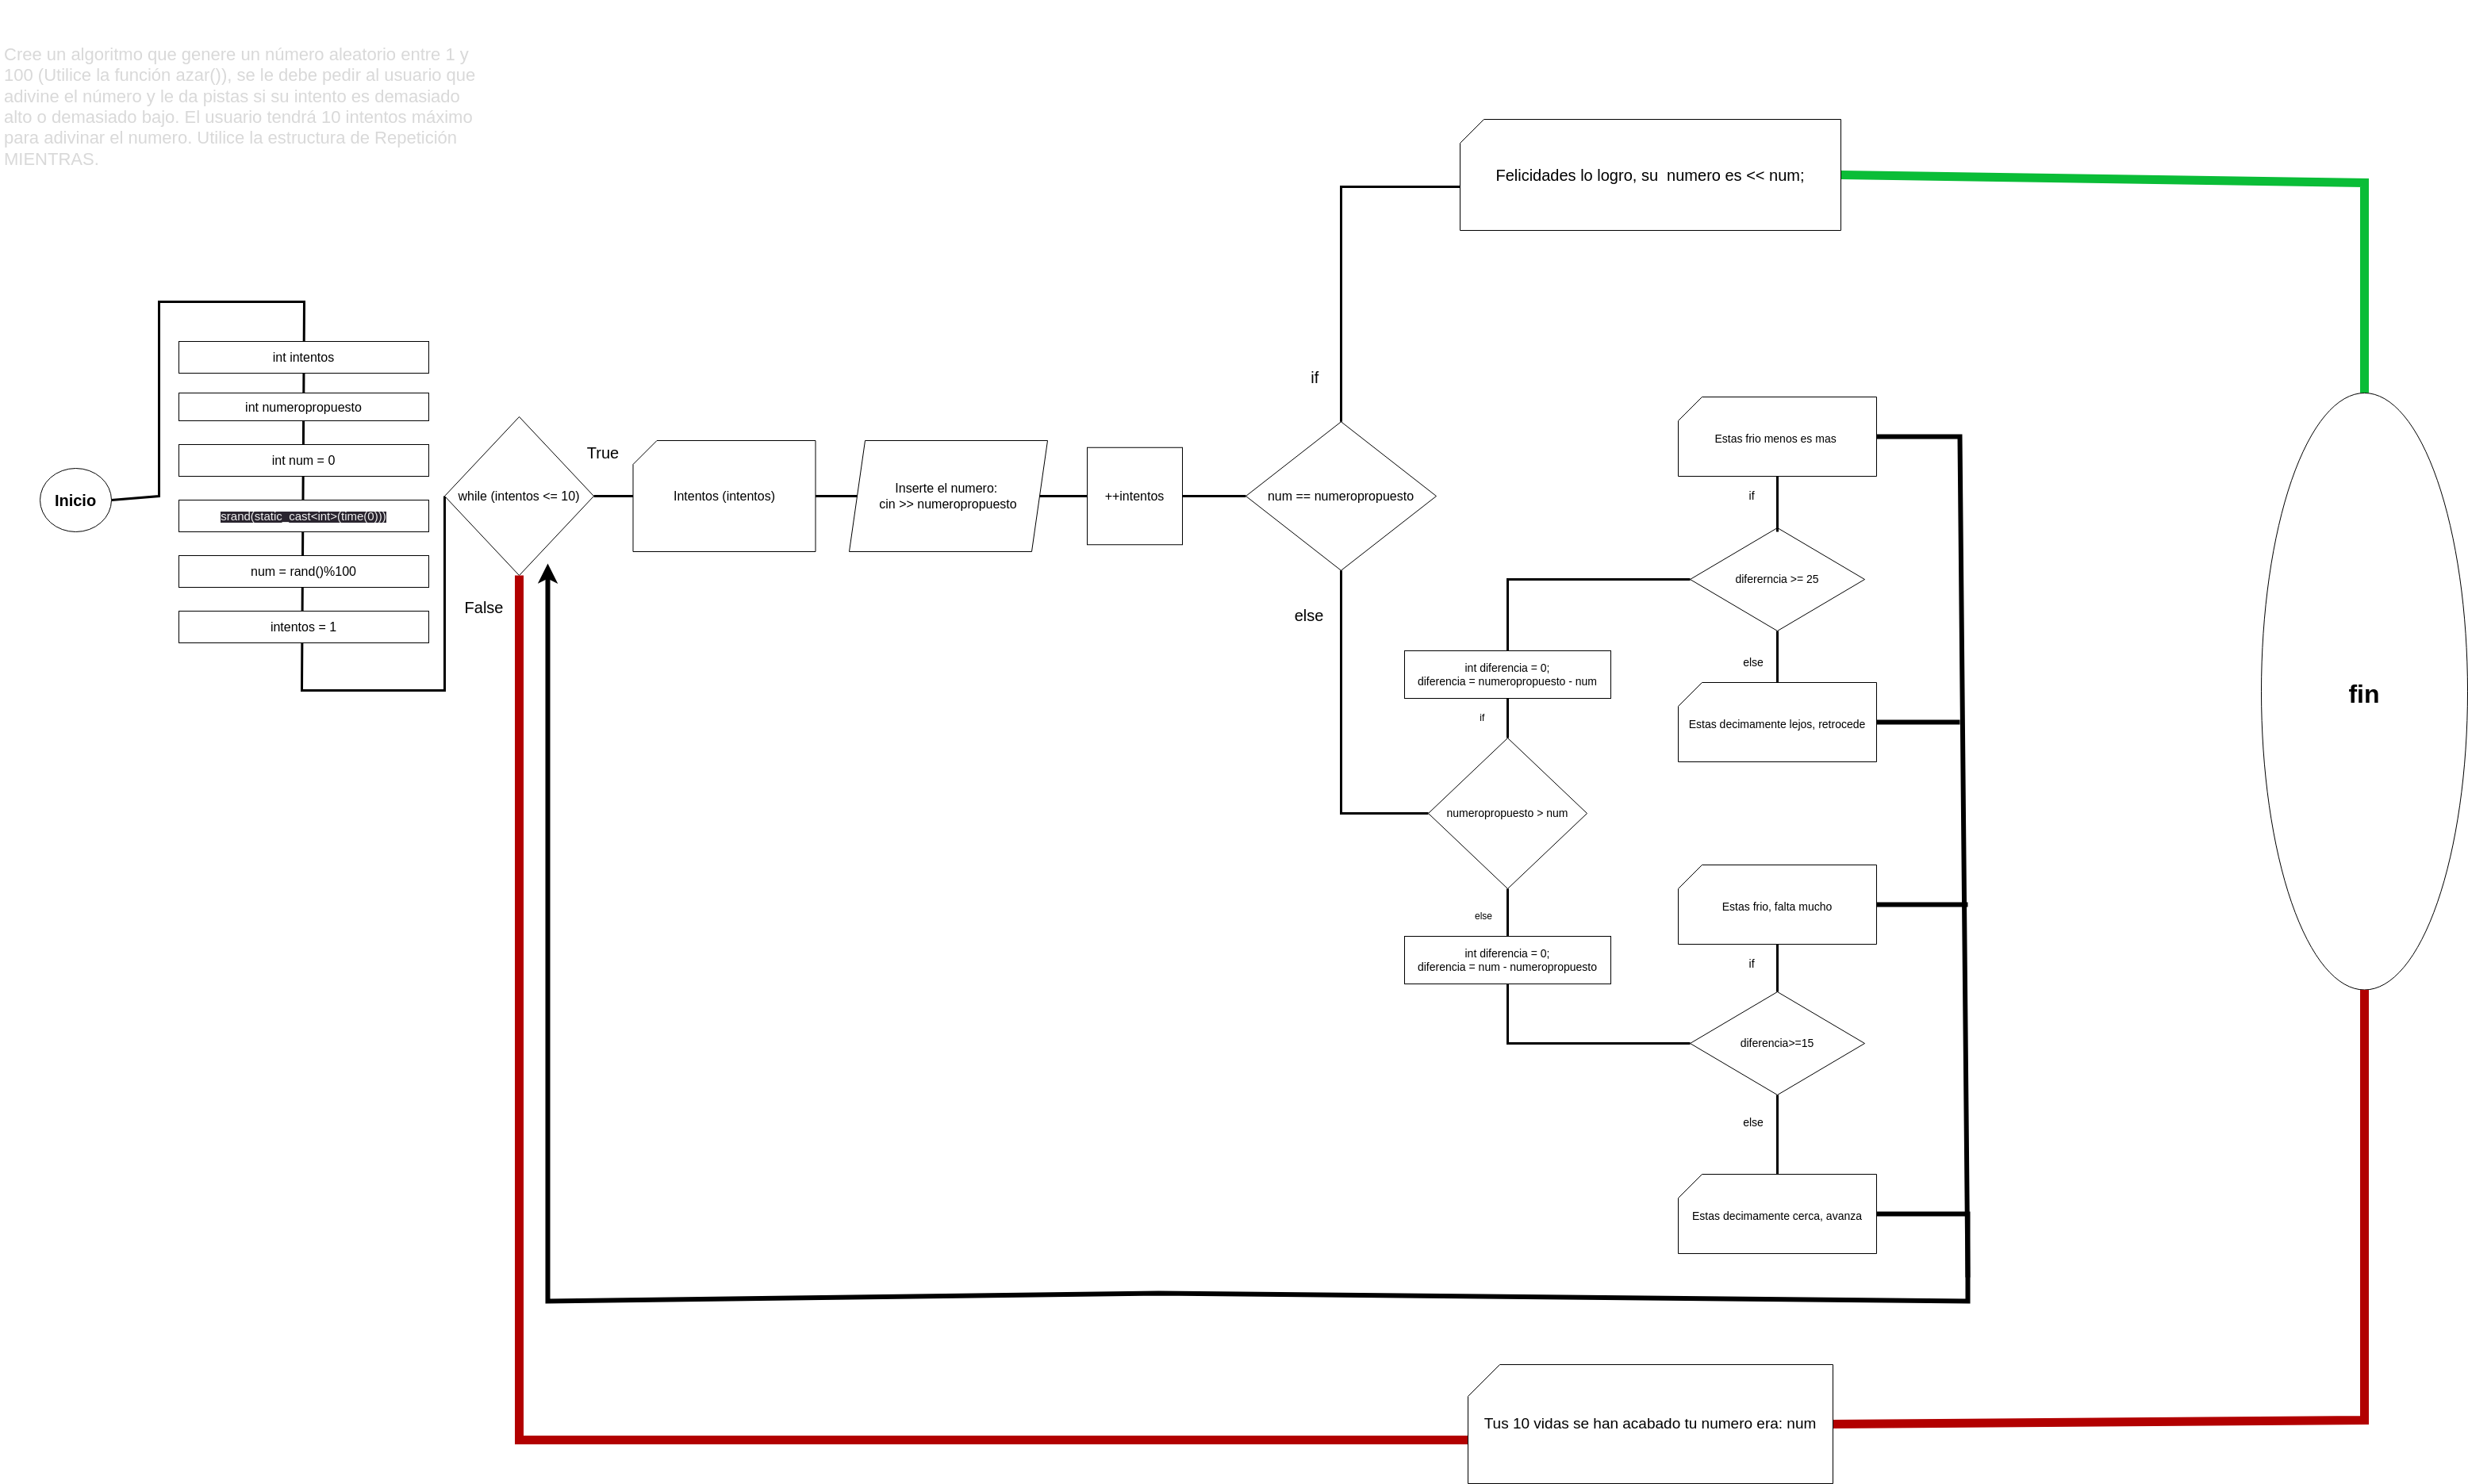 Cree un algoritmo que genere un número aleatorio entre 1 y
100 (Utilice la función azar()), se le debe pedir al usuario que
adivine el número y le da pistas si su intento es demasiado
alto o demasiado bajo. El usuario tendrá 10 intentos máximo
para adivinar el numero. Utilice la estructura de Repetición
MIENTRAS.
Inicio
int intentos
int numeropropuesto
int num = 0
srand(static_cast<int>(time(0)))
num = rand()%100
intentos = 1
while (intentos <= 10)
True
False
Intentos (intentos)
Inserte el numero:
cin >> numeropropuesto
++intentos
num == numeropropuesto
if
Felicidades lo logro, su  numero es << num;
else
numeropropuesto > num
if
int diferencia = 0;
diferencia = numeropropuesto - num
difererncia >= 25
if
Estas frio menos es mas
else
Estas decimamente lejos, retrocede
else
int diferencia = 0;
diferencia = num - numeropropuesto
diferencia>=15
if
Estas frio, falta mucho
else
Estas decimamente cerca, avanza
Tus 10 vidas se han acabado tu numero era: num
fin